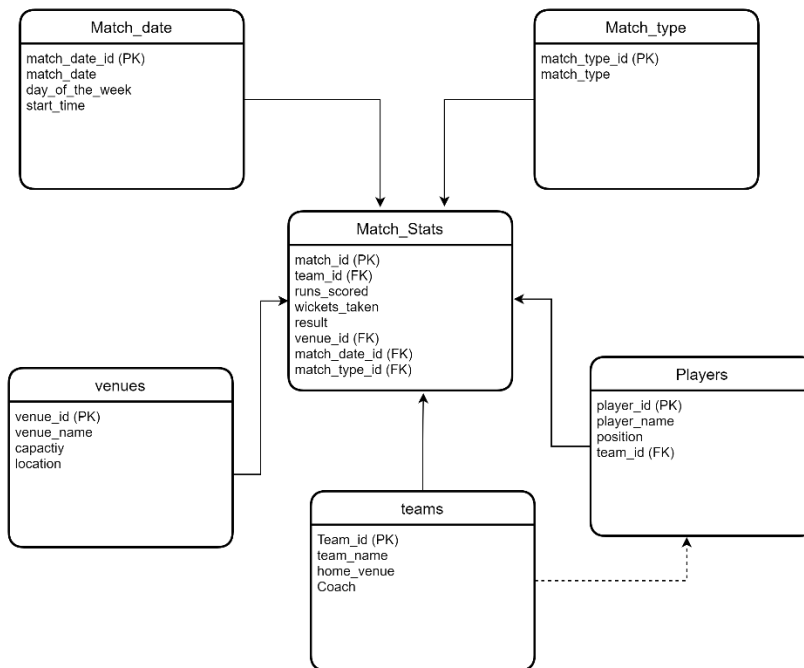 Match_date
match_date_id (PK)
match_date
day_of_the_week
start_time
Match_type
match_type_id (PK)
match_type
Match_Stats
match_id (PK)
team_id (FK)
runs_scored
wickets_taken
result
venue_id (FK)
match_date_id (FK)
match_type_id (FK)
venues
venue_id (PK)
venue_name
capactiy
location
Players
player_id (PK)
player_name
position
team_id (FK)
teams
Team_id (PK)
team_name
home_venue
Coach